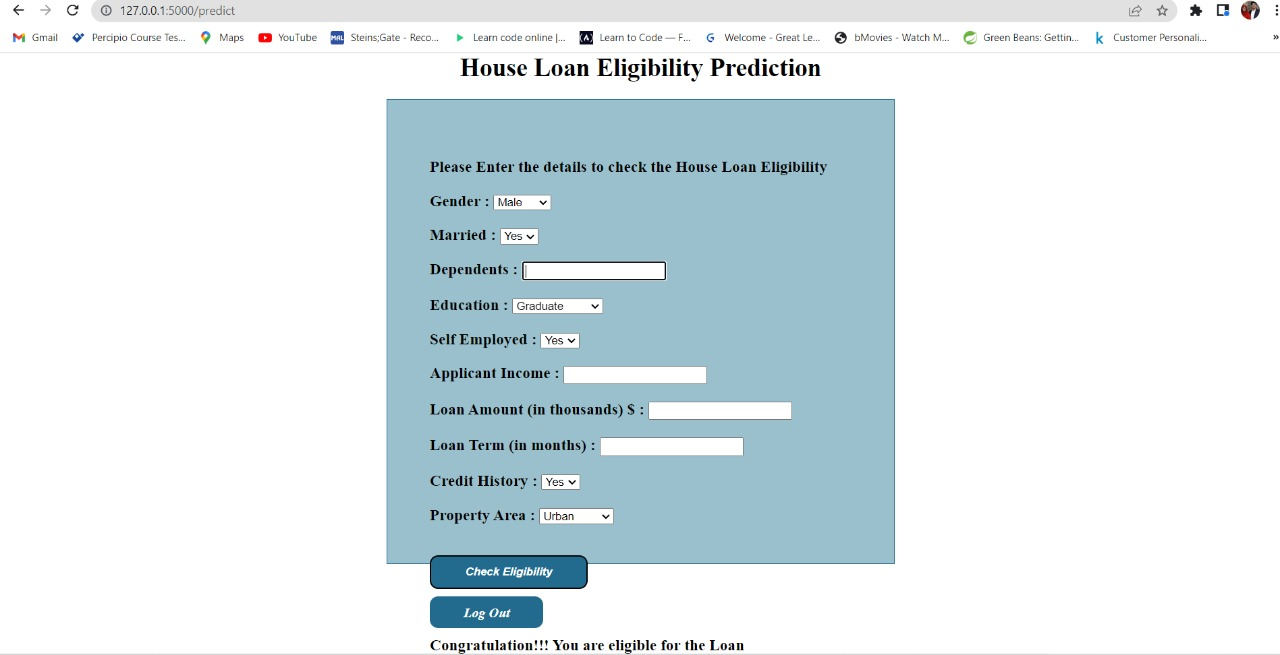 127.0.0.1:5000/predict
Gmail Percipio Course Tes... Maps YouTube MAL Steins;Gate - Reco... Learn code online |... Learn to Code — F... Welcome - Great Le... bMovies - Watch M... Green Beans: Gettin... Customer Personali... »
House Loan Eligibility Prediction
Please Enter the details to check the House Loan Eligibility
Gender : Male
Married : Yes
Dependents :
Education : Graduate
Self Employed : Yes
Applicant Income :
Loan Amount (in thousands) $ :
Loan Term (in months) :
Credit History : Yes
Property Area : Urban
Check Eligibility
Log Out
Congratulation!!! You are eligible for the Loan